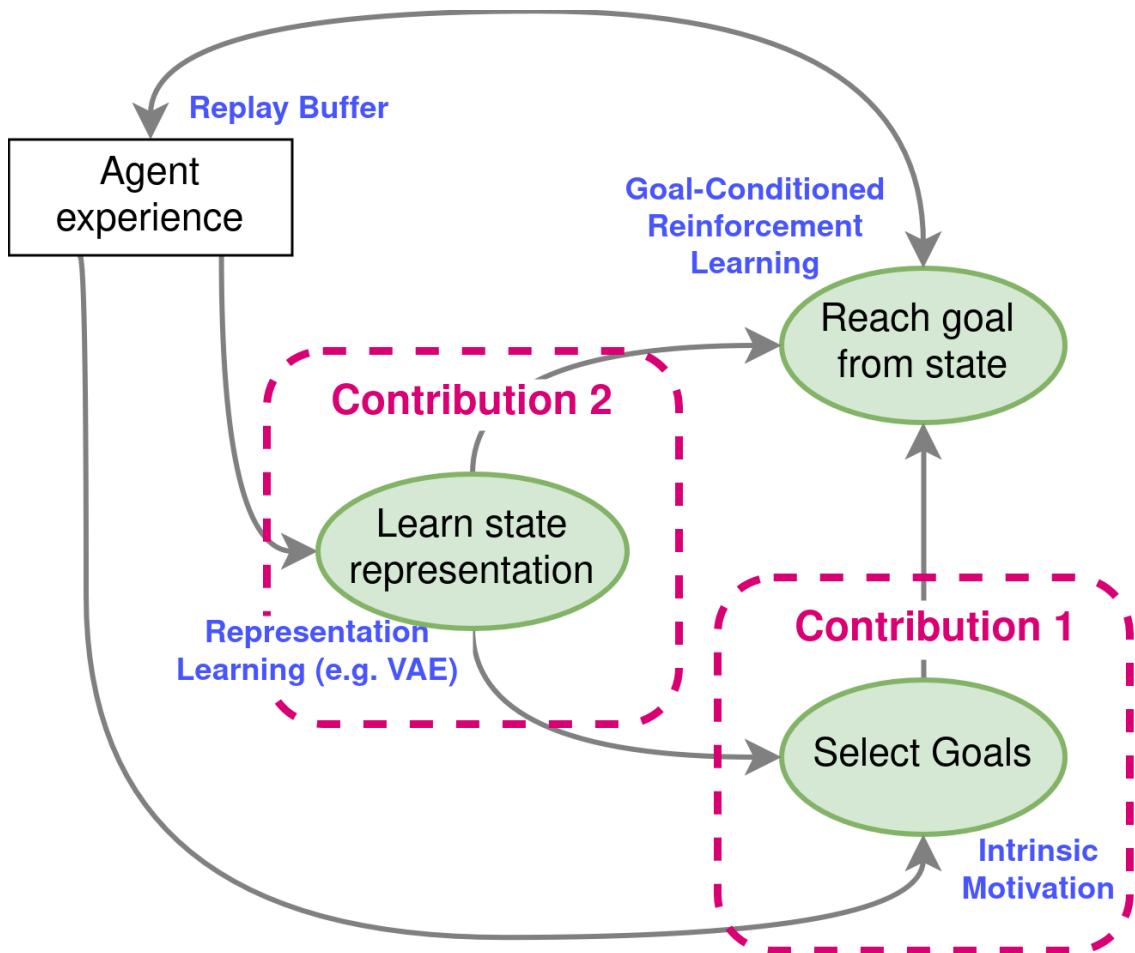 Replay Buffer
Agent
experience
Goal-Conditioned
Reinforcement
Learning
Reach goal
from state
Contribution 2
Learn state
representation
Representation
Learning (e.g. VAE)
Contribution 1
Select Goals
Intrinsic
Motivation